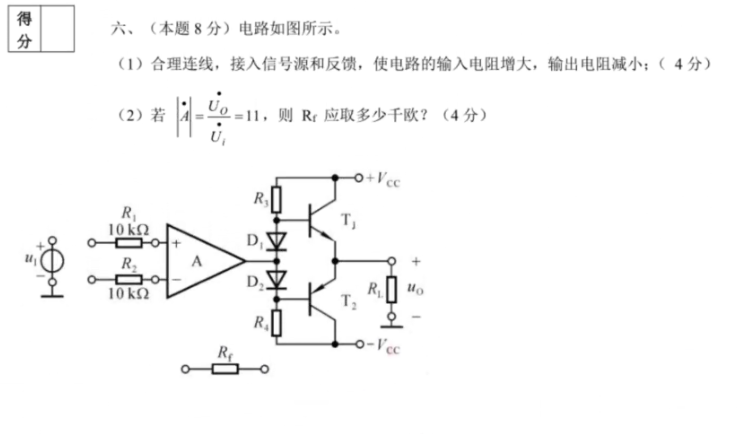 得
分
六、（本题 8 分）电路如图所示。
（1）合理连线，接入信号源和反馈，使电路的输入电阻增大，输出电阻减小；（ 4 分）
（2）若 |Ȧ| = U̇o / U̇i = 11，则 Rf 应取多少千欧？（4 分）
+VCC
R3
R1
10 kΩ
T1
D1
+
uI
+
−
A
+
R2
−
D2
RL
uO
10 kΩ
T2
R4
−
−VCC
Rf